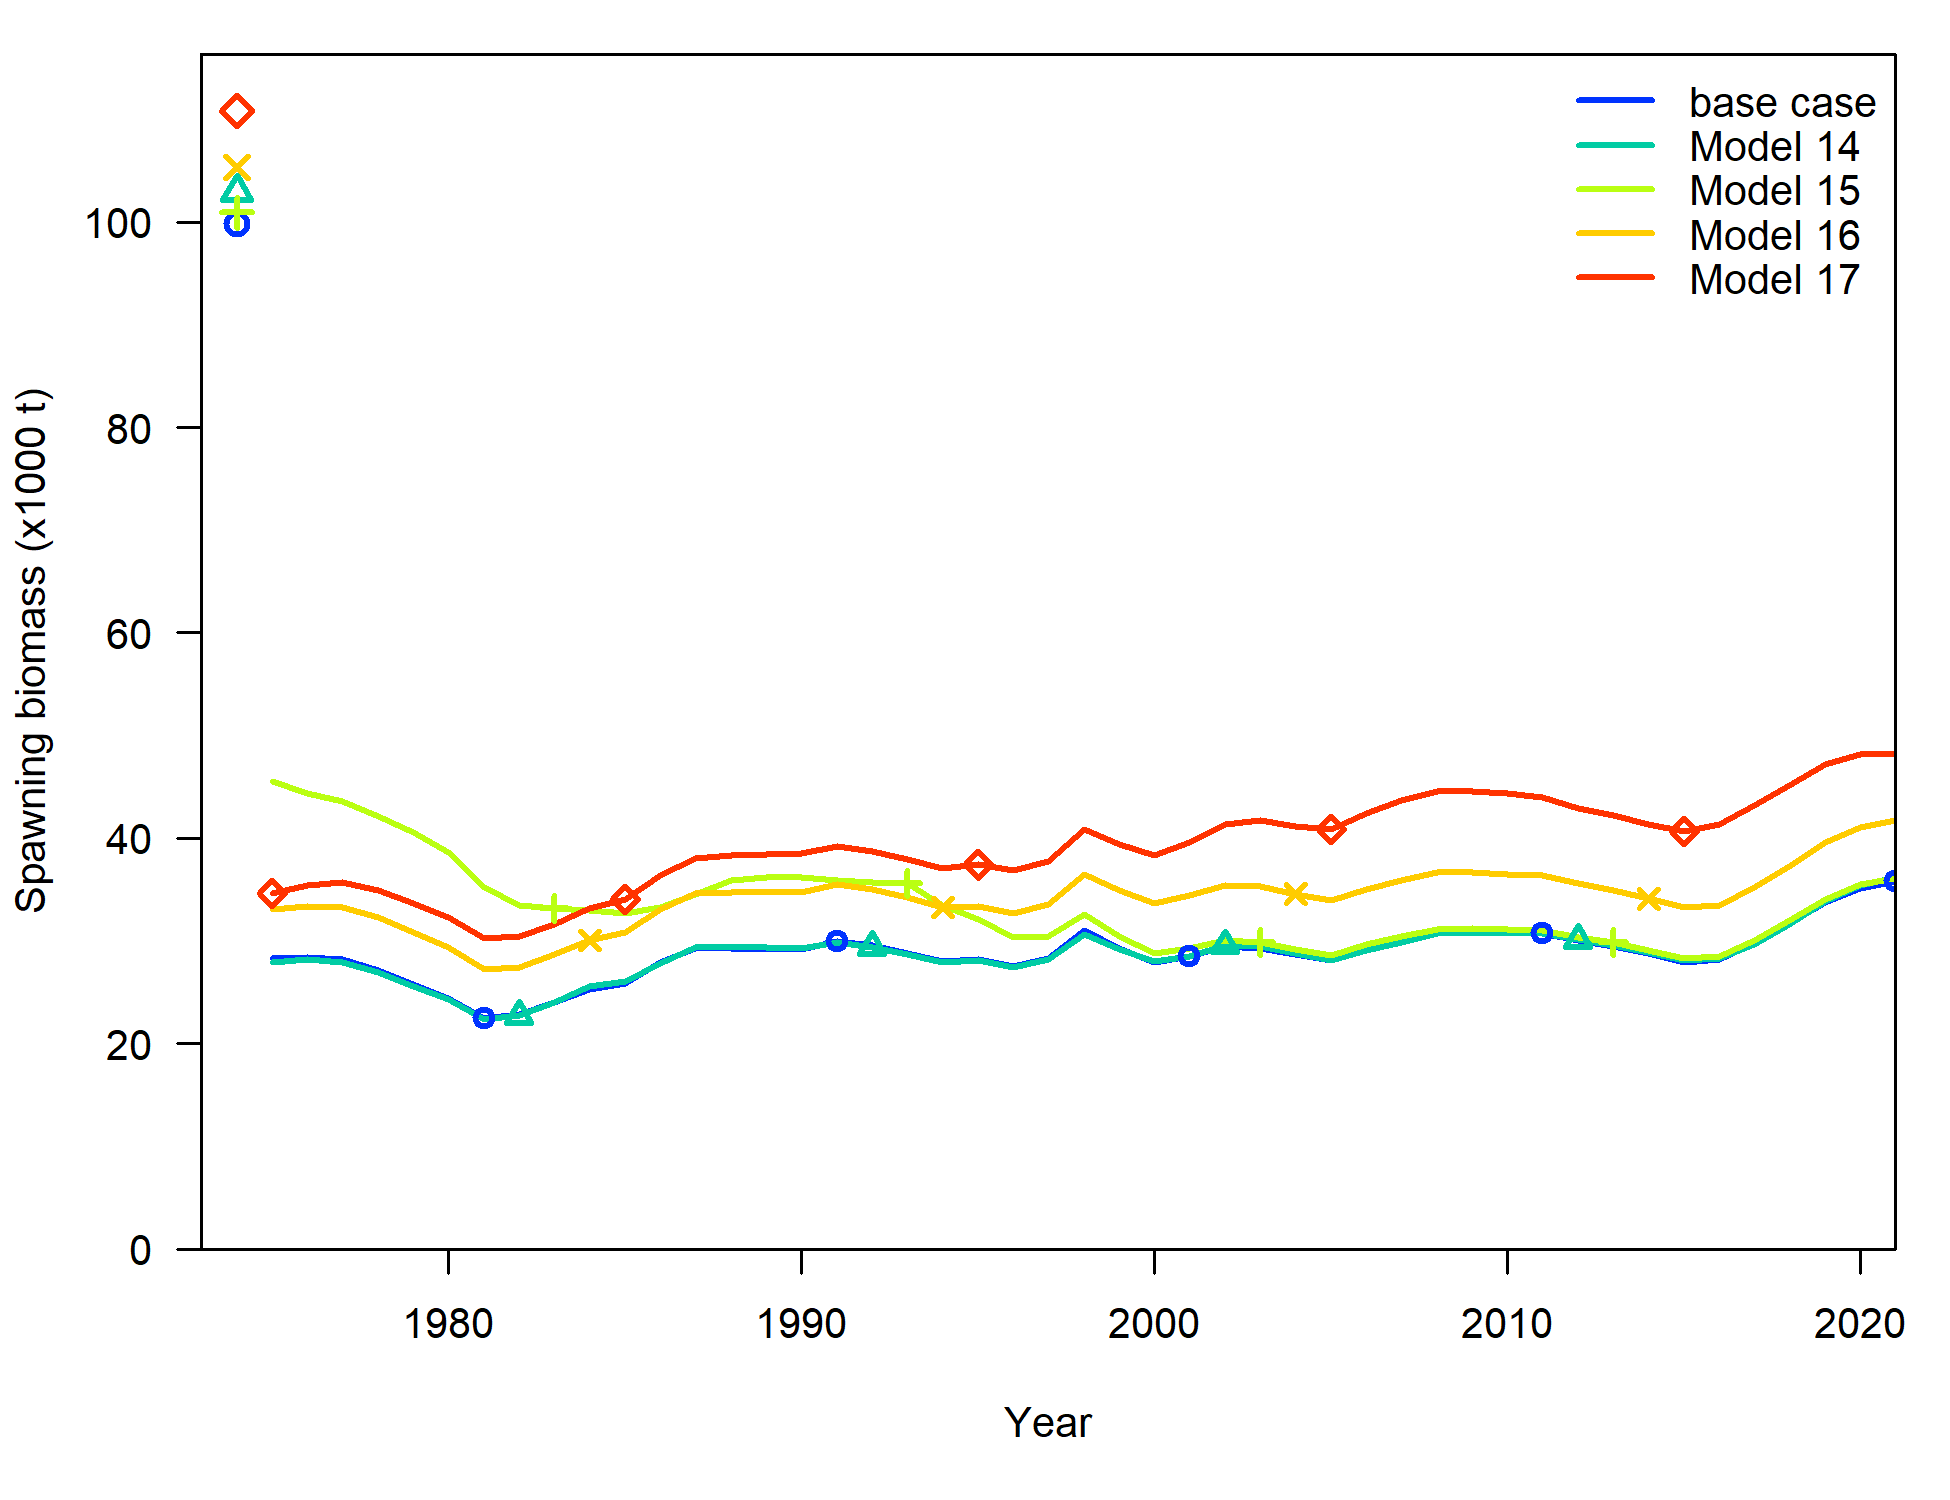 base case
Model 14
Model 15
Model 16
Model 17
Spawning biomass (x1000 t)
100
80
60
40
20
0
1980 1990 2000 2010 2020
Year